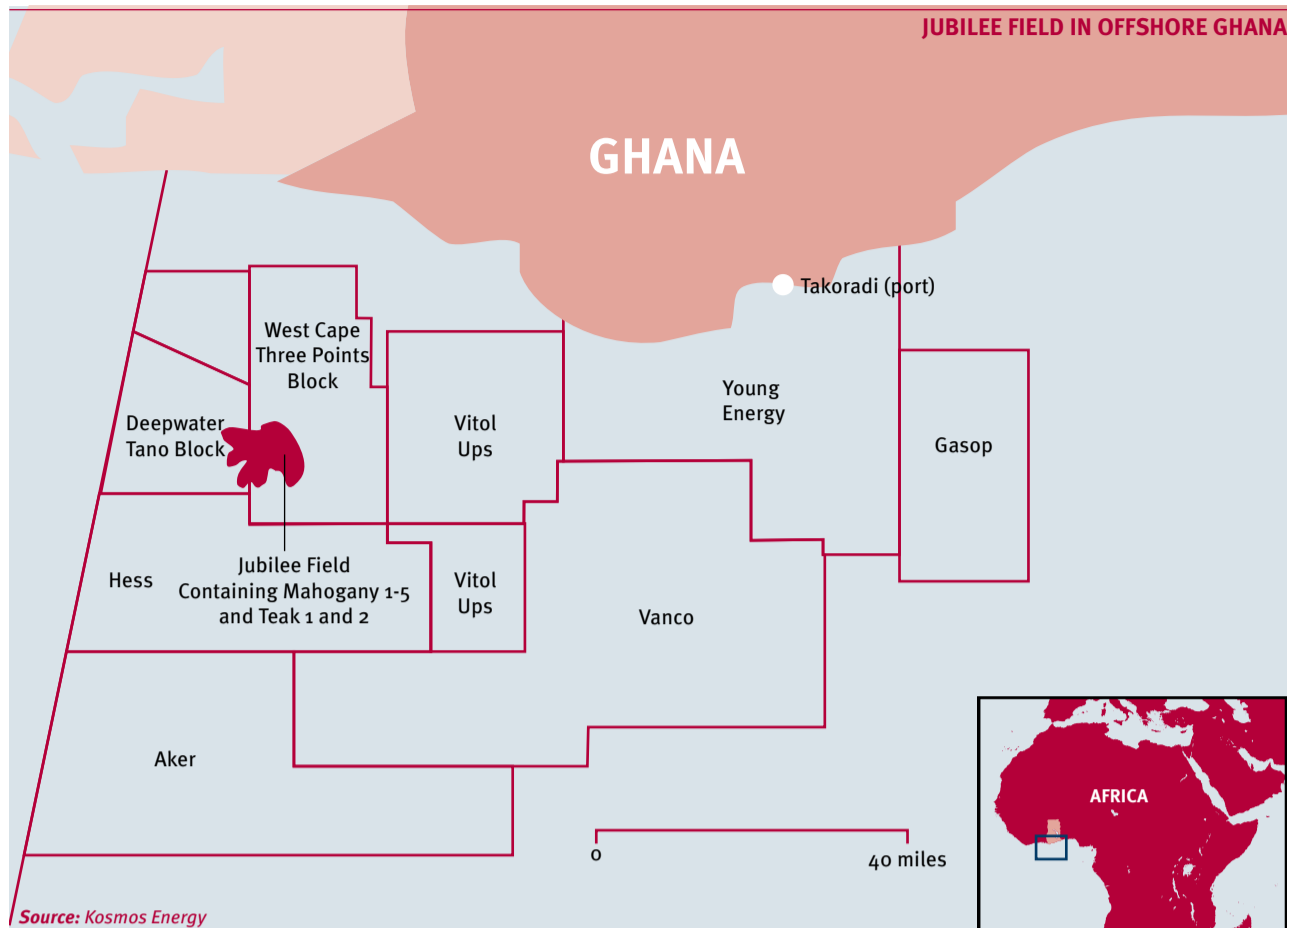 JUBILEE FIELD IN OFFSHORE GHANA
GHANA
Takoradi (port)
West Cape
Three Points
Block
Young
Energy
Deepwater
Tano Block
Vitol
Ups
Gasop
Jubilee Field
Containing Mahogany 1-5
and Teak 1 and 2
Hess
Vitol
Ups
Vanco
Aker
AFRICA
0
40 miles
Source: Kosmos Energy